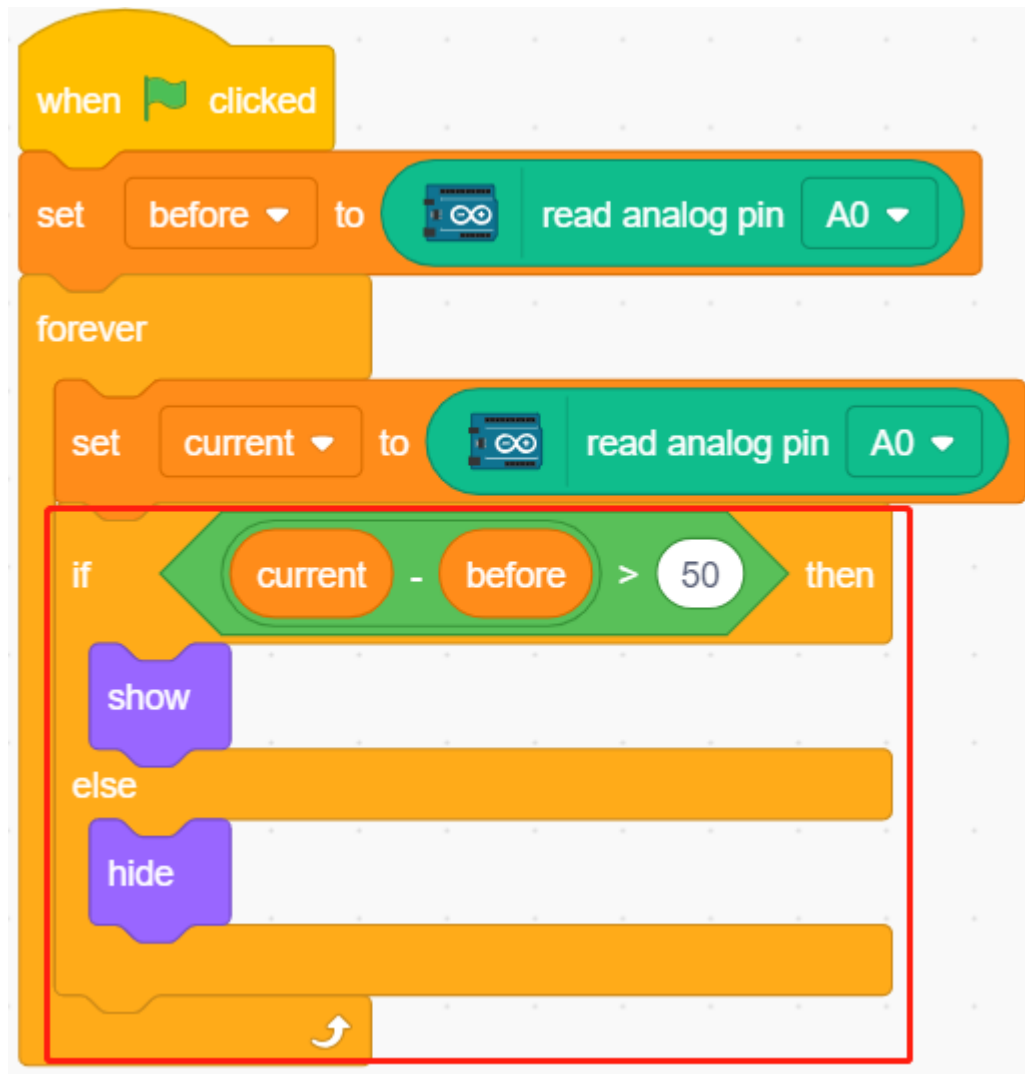 when clicked
set before to read analog pin A0
forever
set current to read analog pin A0
if current - before > 50 then
show
else
hide